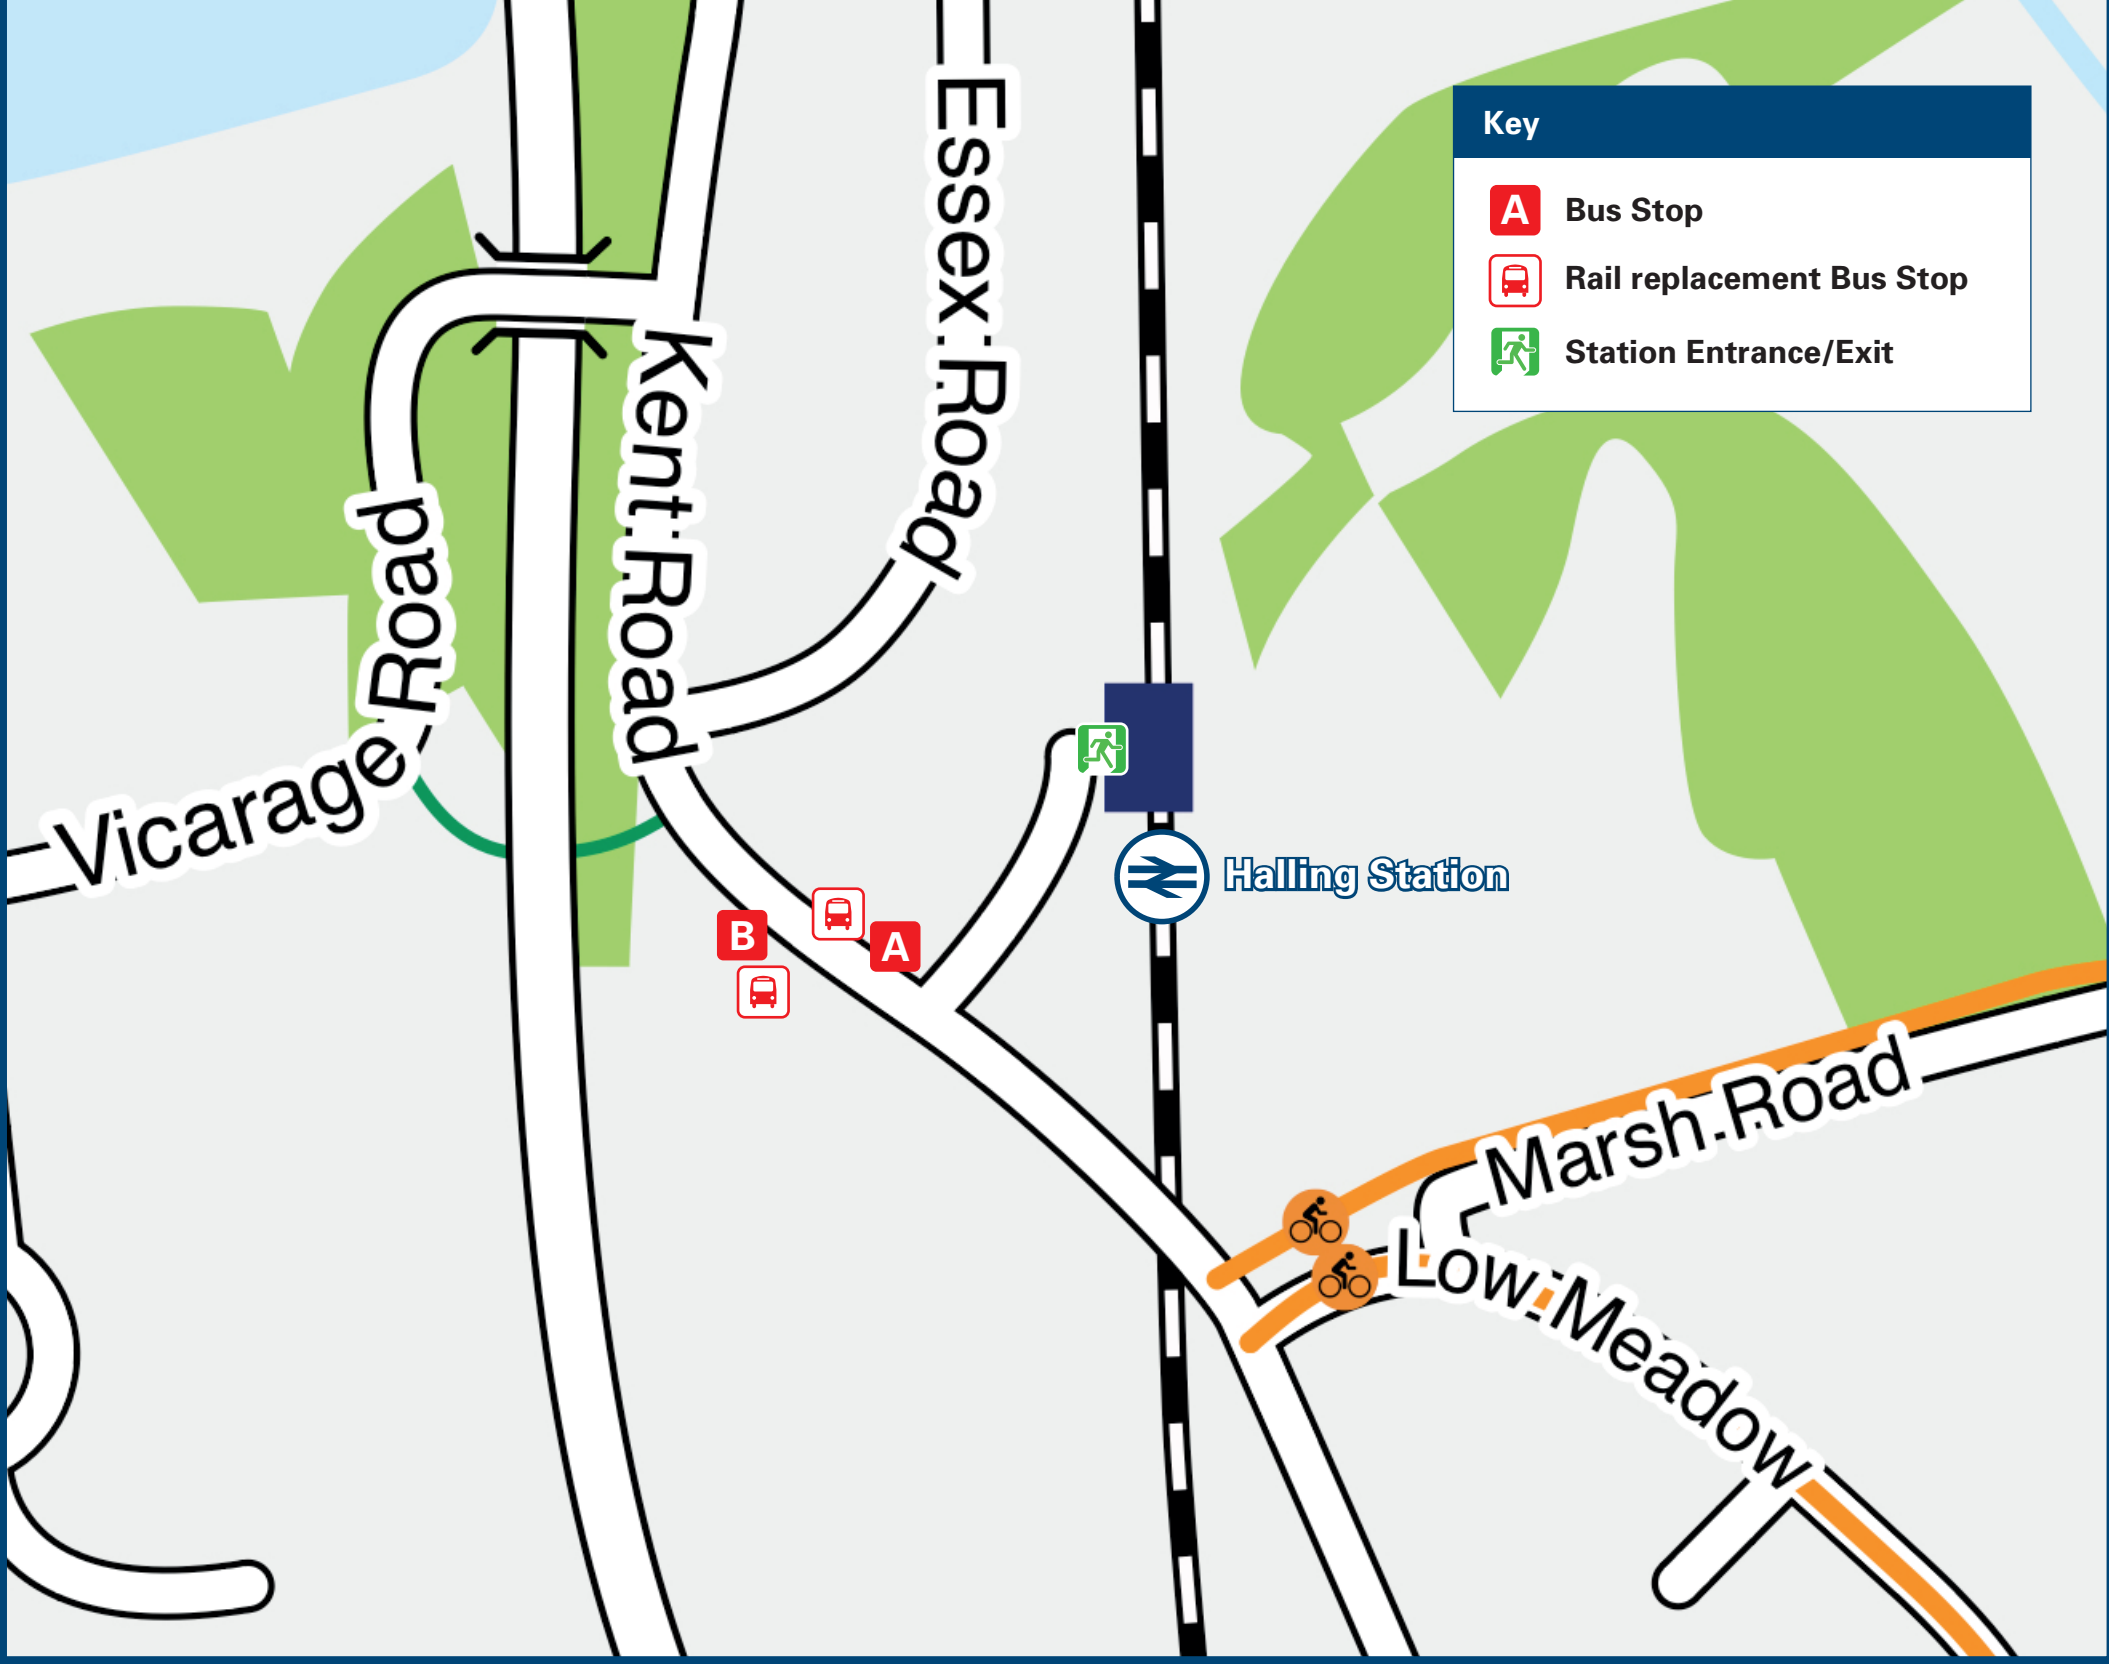 Key
A Bus Stop
Rail replacement Bus Stop
Station Entrance/Exit
Essex Road
Kent Road
Vicarage Road
Halling Station
B
A
Marsh Road
Low Meadow